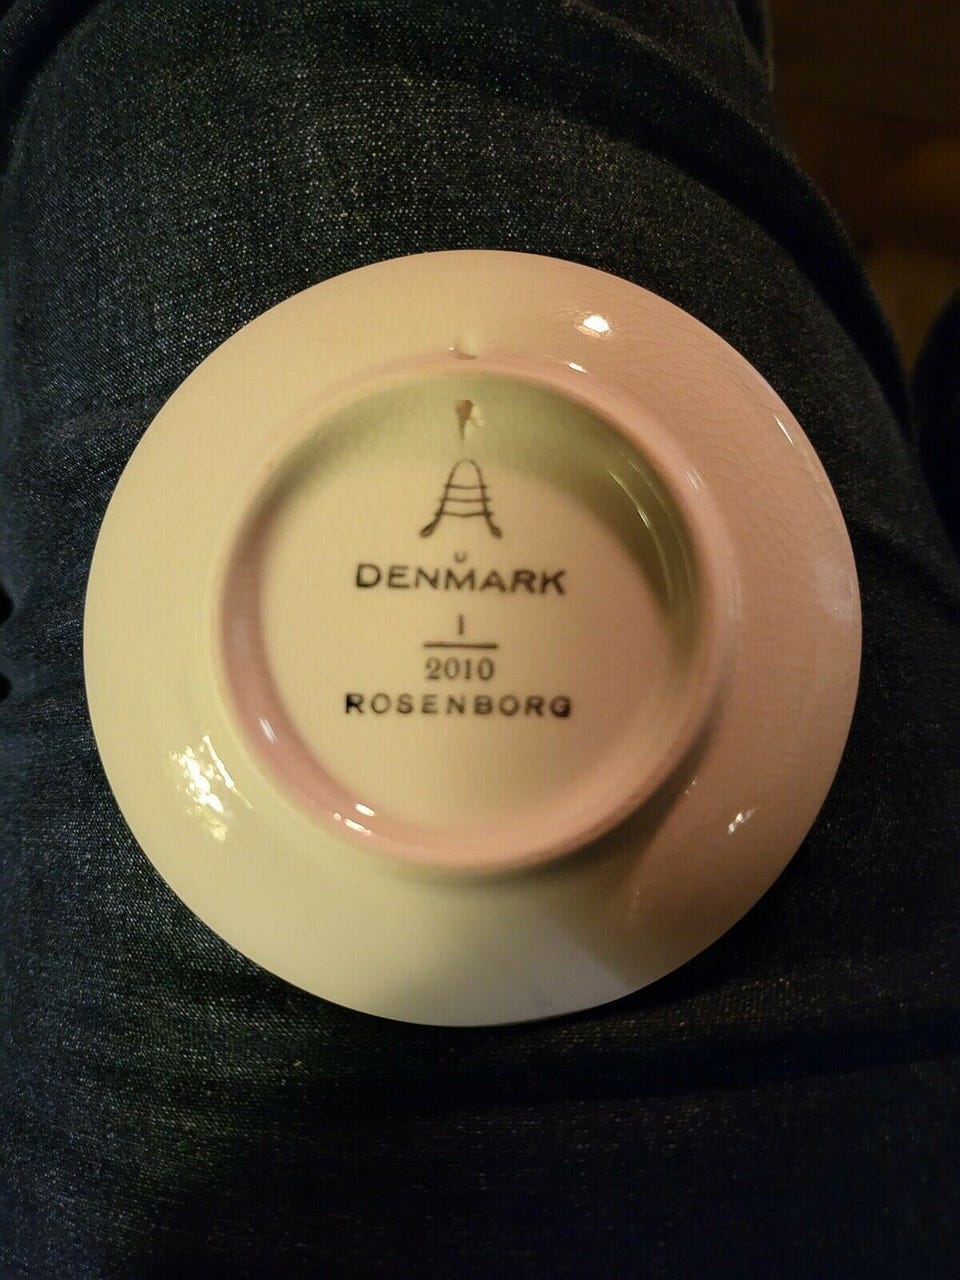 U
DENMARK
1
2010
ROSENBORG